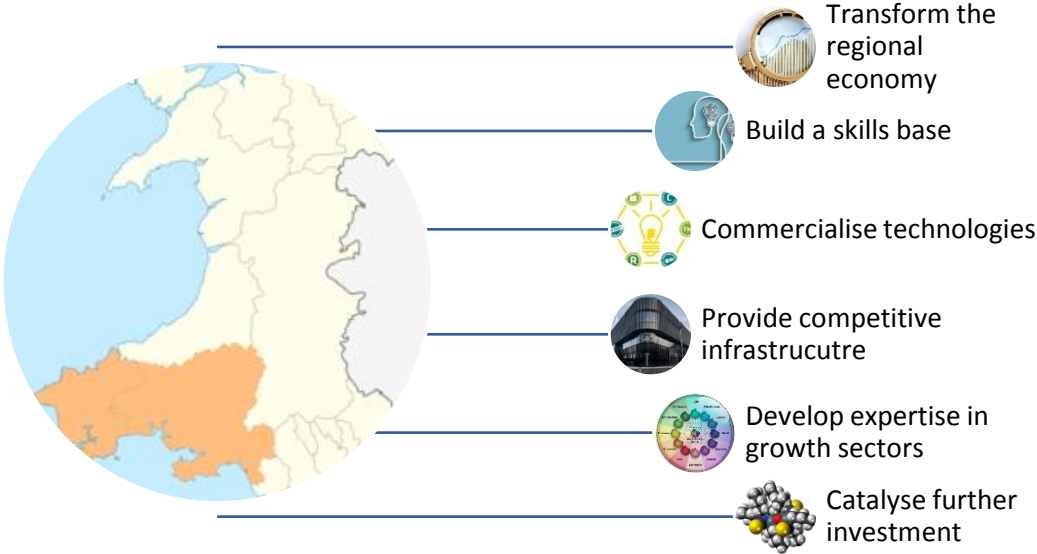 Transform the
regional
economy
Build a skills base
Commercialise technologies
R
Provide competitive
infrastrucutre
Develop expertise in
growth sectors
Catalyse further
investment